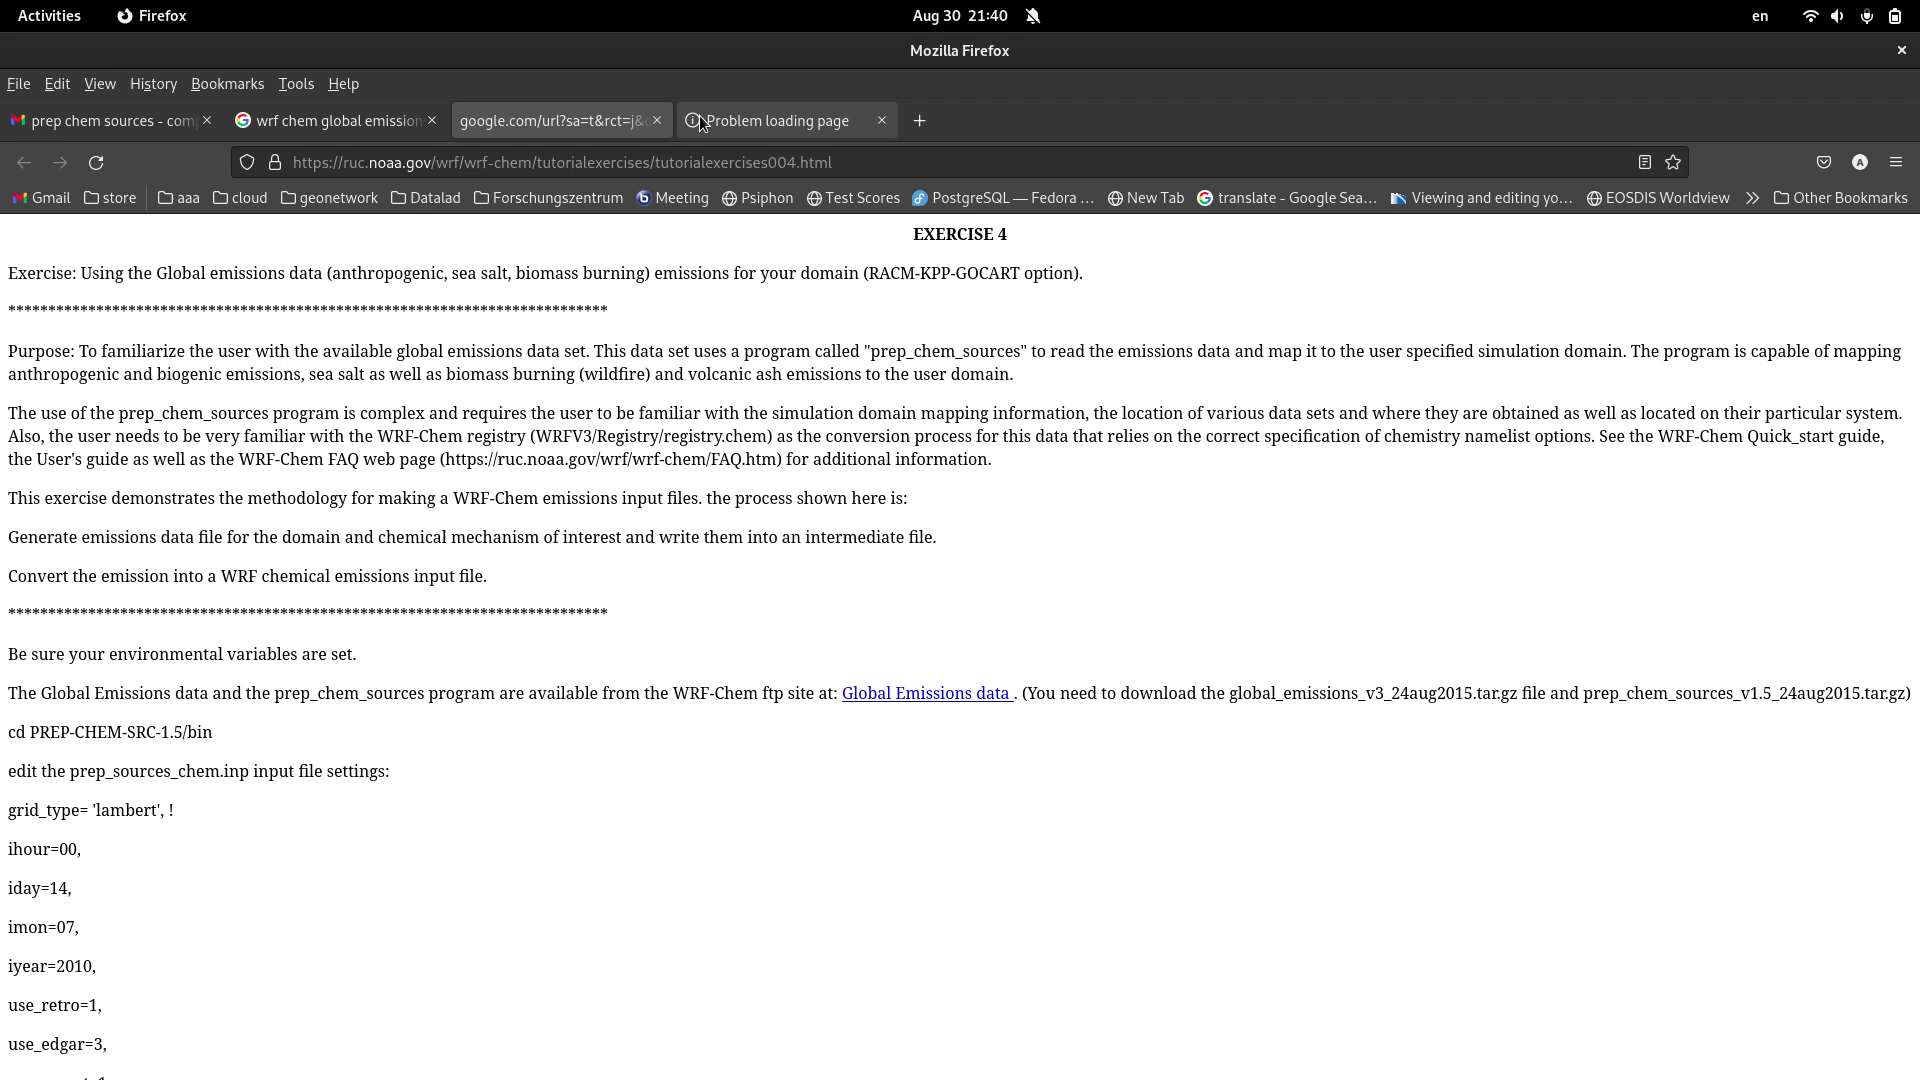 Activities
Firefox
Aug 30 21:40
en
Mozilla Firefox
File Edit View History Bookmarks Tools Help
prep chem sources - com
wrf chem global emission
google.com/url?sa=t&rct=j&
Problem loading page
https://ruc.noaa.gov/wrf/wrf-chem/tutorialexercises/tutorialexercises004.html
Gmail store aaa cloud geonetwork Datalad Forschungszentrum Meeting Psiphon Test Scores PostgreSQL — Fedora ... New Tab translate - Google Sea... Viewing and editing yo... EOSDIS Worldview Other Bookmarks
EXERCISE 4
Exercise: Using the Global emissions data (anthropogenic, sea salt, biomass burning) emissions for your domain (RACM-KPP-GOCART option).
***************************************************************************
Purpose: To familiarize the user with the available global emissions data set. This data set uses a program called "prep_chem_sources" to read the emissions data and map it to the user specified simulation domain. The program is capable of mapping
anthropogenic and biogenic emissions, sea salt as well as biomass burning (wildfire) and volcanic ash emissions to the user domain.
The use of the prep_chem_sources program is complex and requires the user to be familiar with the simulation domain mapping information, the location of various data sets and where they are obtained as well as located on their particular system.
Also, the user needs to be very familiar with the WRF-Chem registry (WRFV3/Registry/registry.chem) as the conversion process for this data that relies on the correct specification of chemistry namelist options. See the WRF-Chem Quick_start guide,
the User's guide as well as the WRF-Chem FAQ web page (https://ruc.noaa.gov/wrf/wrf-chem/FAQ.htm) for additional information.
This exercise demonstrates the methodology for making a WRF-Chem emissions input files. the process shown here is:
Generate emissions data file for the domain and chemical mechanism of interest and write them into an intermediate file.
Convert the emission into a WRF chemical emissions input file.
***************************************************************************
Be sure your environmental variables are set.
The Global Emissions data and the prep_chem_sources program are available from the WRF-Chem ftp site at: Global Emissions data . (You need to download the global_emissions_v3_24aug2015.tar.gz file and prep_chem_sources_v1.5_24aug2015.tar.gz)
cd PREP-CHEM-SRC-1.5/bin
edit the prep_sources_chem.inp input file settings:
grid_type= 'lambert', !
ihour=00,
iday=14,
imon=07,
iyear=2010,
use_retro=1,
use_edgar=3,